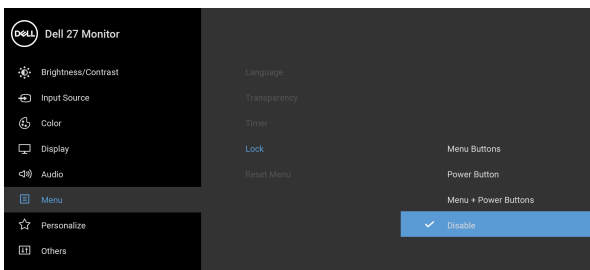 DELL Dell 27 Monitor
Brightness/Contrast
Input Source
Color
Display
Audio
Menu
Personalize
Others
Language
Transparency
Timer
Lock
Reset Menu
Menu Buttons
Power Button
Menu + Power Buttons
Disable